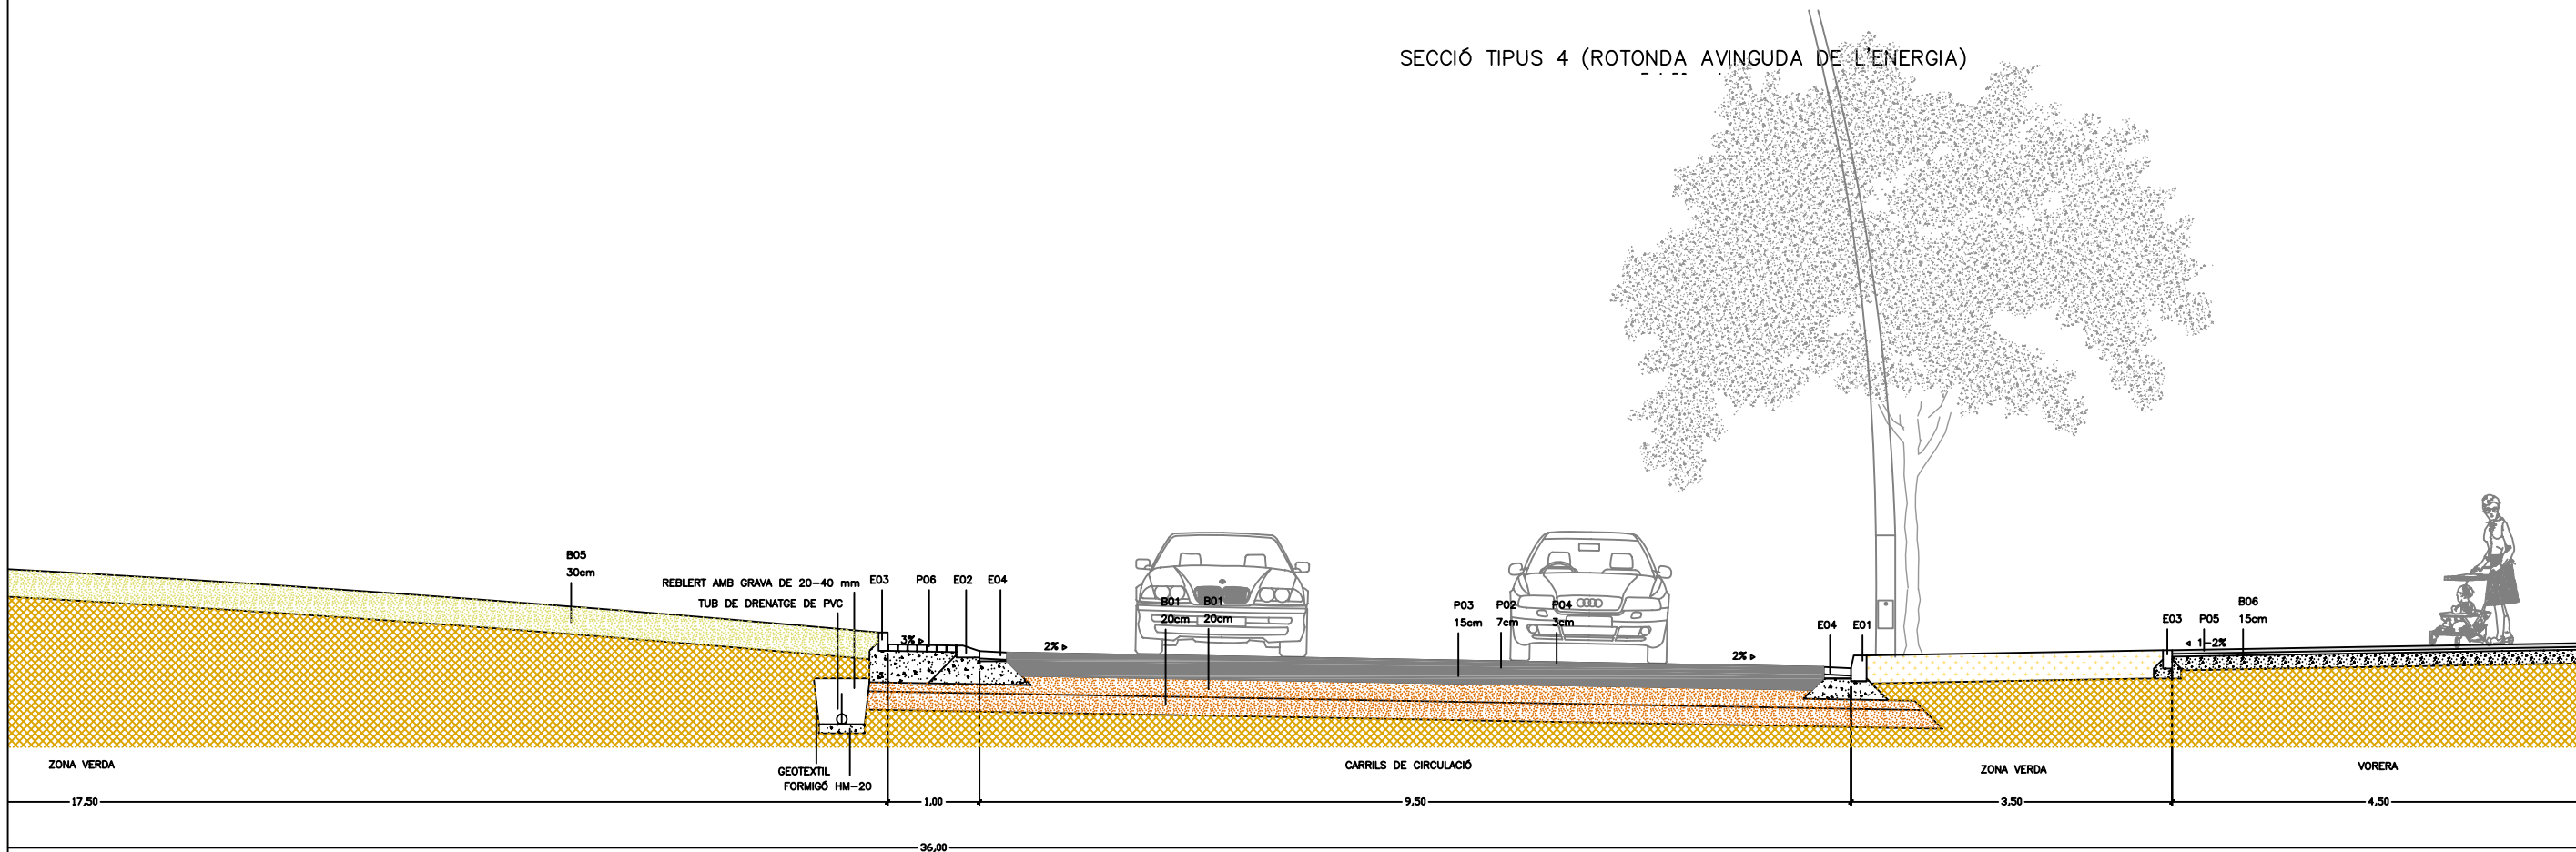 SECCIÓ TIPUS 4 (ROTONDA AVINGUDA DE L'ENERGIA)
B05
30cm
REBLERT AMB GRAVA DE 20-40 mm
TUB DE DRENATGE DE PVC
E03
P06
E02
E04
3%
2%
B01
20cm
B01
20cm
P03
15cm
P02
7cm
P04
3cm
2%
E04
E01
E03
P05
B06
15cm
1-2%
ZONA VERDA
GEOTEXTIL
FORMIGÓ HM-20
CARRILS DE CIRCULACIÓ
ZONA VERDA
VORERA
17,50
1,00
9,50
3,50
4,50
36,00